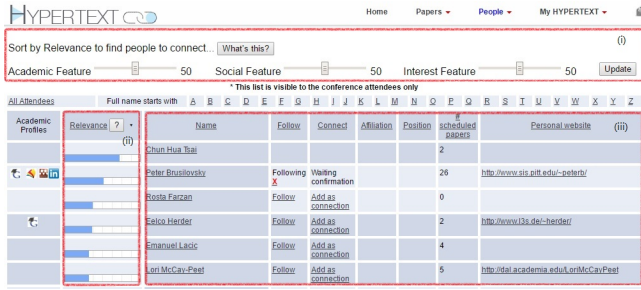 HYPERTEXT
Home Papers People My HYPERTEXT
(i)
Sort by Relevance to find people to connect... What's this?
Academic Feature 50 Social Feature 50 Interest Feature 50 Update
* This list is visible to the conference attendees only
All Attendees Full name starts with A B C D E F G H I J K L M N O P Q R S T U V W X Y Z
Academic Profiles Relevance ? Name Follow Connect Affiliation Position # scheduled papers Personal website (iii)
(ii)
Chun Hua Tsai 2
Peter Brusilovsky Following X Waiting confirmation 26 http://www.sis.pitt.edu/~peterb/
Rosta Farzan Follow Add as connection 0
Eelco Herder Follow Add as connection 2 http://www.l3s.de/~herder/
Emanuel Lacic Follow Add as connection 4
Lori McCay-Peet Follow Add as connection 5 http://dal.academia.edu/LoriMcCayPeet